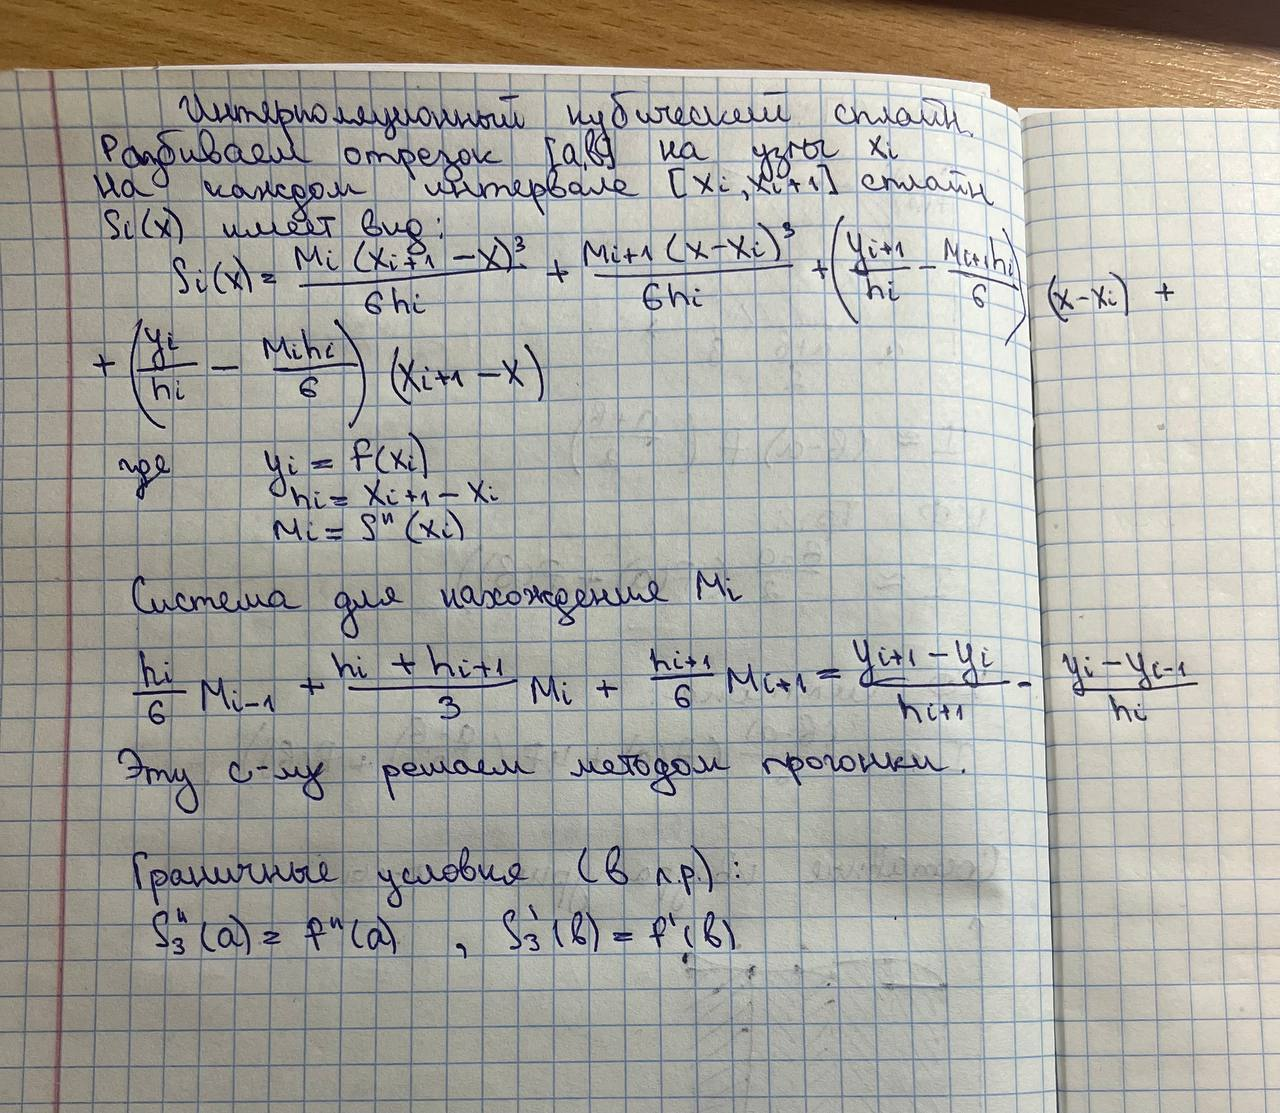 Интерполяционный кубический сплайн.
Разбиваем отрезок [a,b] на узлы xi
На каждом интервале [xi, xi+1] сплайн
Si(x) имеет вид:
Si(x) = Mi (xi+1 - x)³ / 6hi + Mi+1 (x - xi)³ / 6hi + (yi+1 / hi - Mi+1hi / 6) (x - xi) +
+ (yi / hi - Mihi / 6) (xi+1 - x)
где yi = f(xi)
hi = xi+1 - xi
Mi = S"(xi)
Система для нахождения Mi
hi / 6 Mi-1 + hi + hi+1 / 3 Mi + hi+1 / 6 Mi+1 = yi+1 - yi / hi+1 - yi - yi-1 / hi
Эту с-му решаем методом прогонки.
Граничные условия (в л.р.):
S3"(a) = f"(a) , S3'(b) = f'(b)